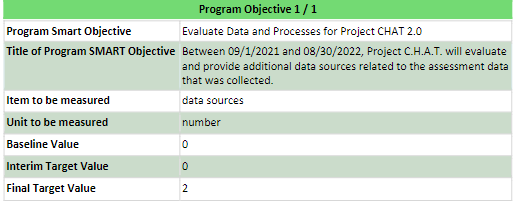 Program Objective 1 / 1
Program Smart Objective Evaluate Data and Processes for Project CHAT 2.0
Title of Program SMART Objective Between 09/1/2021 and 08/30/2022, Project C.H.A.T. will evaluate
and provide additional data sources related to the assessment data
that was collected.
Item to be measured data sources
Unit to be measured number
Baseline Value 0
Interim Target Value 0
Final Target Value 2